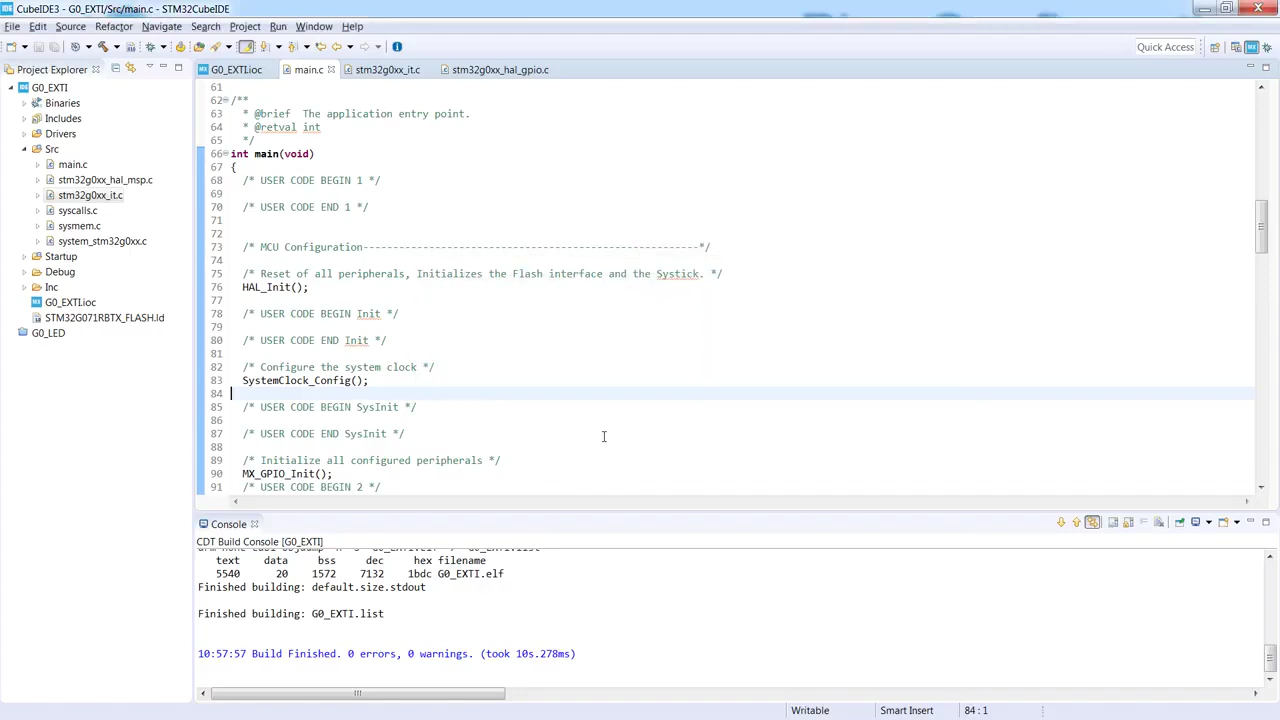 CubeIDE3 - G0_EXTI/Src/main.c - STM32CubeIDE
File Edit Source Refactor Navigate Search Project Run Window Help
Quick Access
Project Explorer
G0_EXTI.ioc main.c stm32g0xx_it.c stm32g0xx_hal_gpio.c
IDE G0_EXTI
Binaries
Includes
Drivers
Src
main.c
stm32g0xx_hal_msp.c
stm32g0xx_it.c
syscalls.c
sysmem.c
system_stm32g0xx.c
Startup
Debug
Inc
MX G0_EXTI.ioc
STM32G071RBTX_FLASH.ld
G0_LED
61
62 /**
63 * @brief The application entry point.
64 * @retval int
65 */
66 int main(void)
67 {
68 /* USER CODE BEGIN 1 */
69
70 /* USER CODE END 1 */
71
72
73 /* MCU Configuration--------------------------------------------------------*/
74
75 /* Reset of all peripherals, Initializes the Flash interface and the Systick. */
76 HAL_Init();
77
78 /* USER CODE BEGIN Init */
79
80 /* USER CODE END Init */
81
82 /* Configure the system clock */
83 SystemClock_Config();
84
85 /* USER CODE BEGIN SysInit */
86
87 /* USER CODE END SysInit */
88
89 /* Initialize all configured peripherals */
90 MX_GPIO_Init();
91 /* USER CODE BEGIN 2 */
Console
CDT Build Console [G0_EXTI]
text data bss dec hex filename
5540 20 1572 7132 1bdc G0_EXTI.elf
Finished building: default.size.stdout
Finished building: G0_EXTI.list
10:57:57 Build Finished. 0 errors, 0 warnings. (took 10s.278ms)
Writable Smart Insert 84 : 1